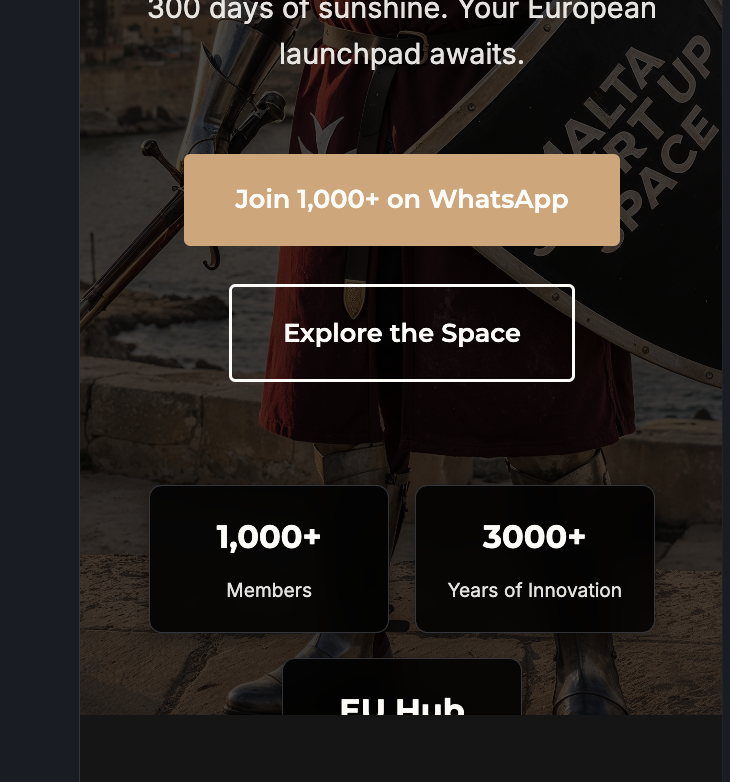 300 days of sunshine. Your European
launchpad awaits.
MALTA
ART UP
SPACE
Join 1,000+ on WhatsApp
Explore the Space
1,000+
Members
3000+
Years of Innovation
EU Hub